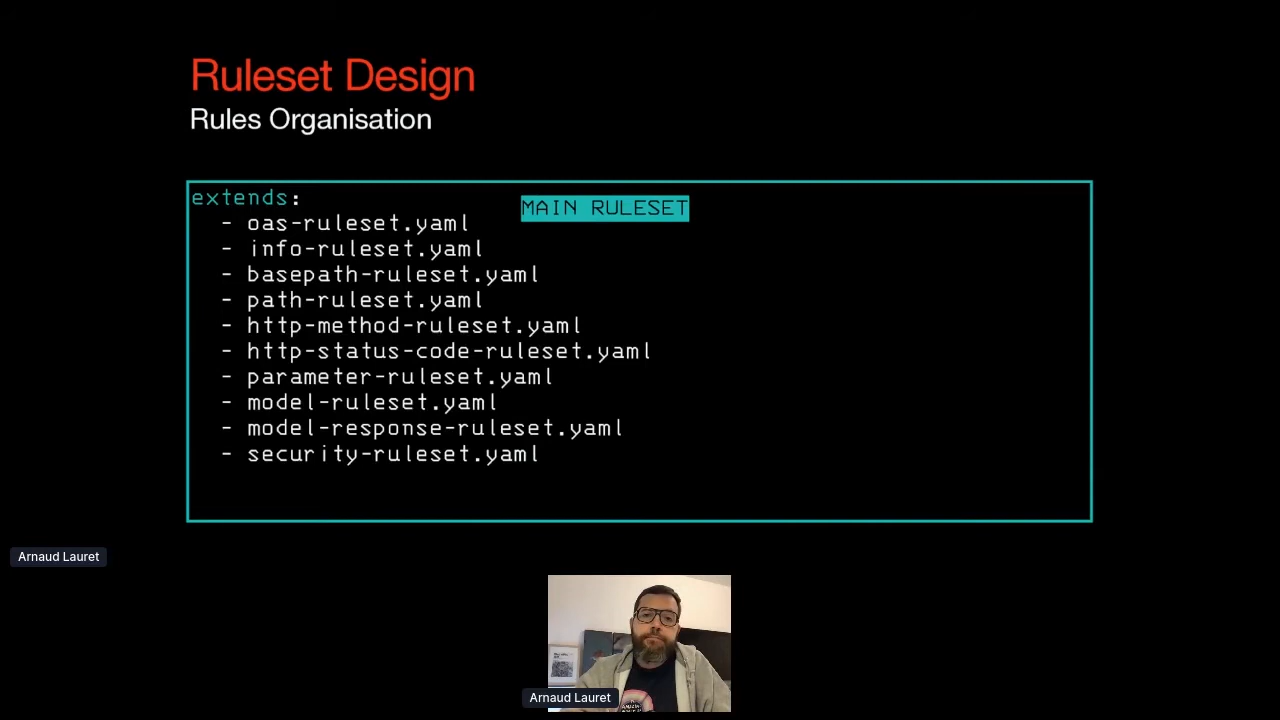 Ruleset Design
Rules Organisation
extends:
MAIN RULESET
- oas-ruleset.yaml
- info-ruleset.yaml
- basepath-ruleset.yaml
- path-ruleset.yaml
- http-method-ruleset.yaml
- http-status-code-ruleset.yaml
- parameter-ruleset.yaml
- model-ruleset.yaml
- model-response-ruleset.yaml
- security-ruleset.yaml
Arnaud Lauret
Arnaud Lauret